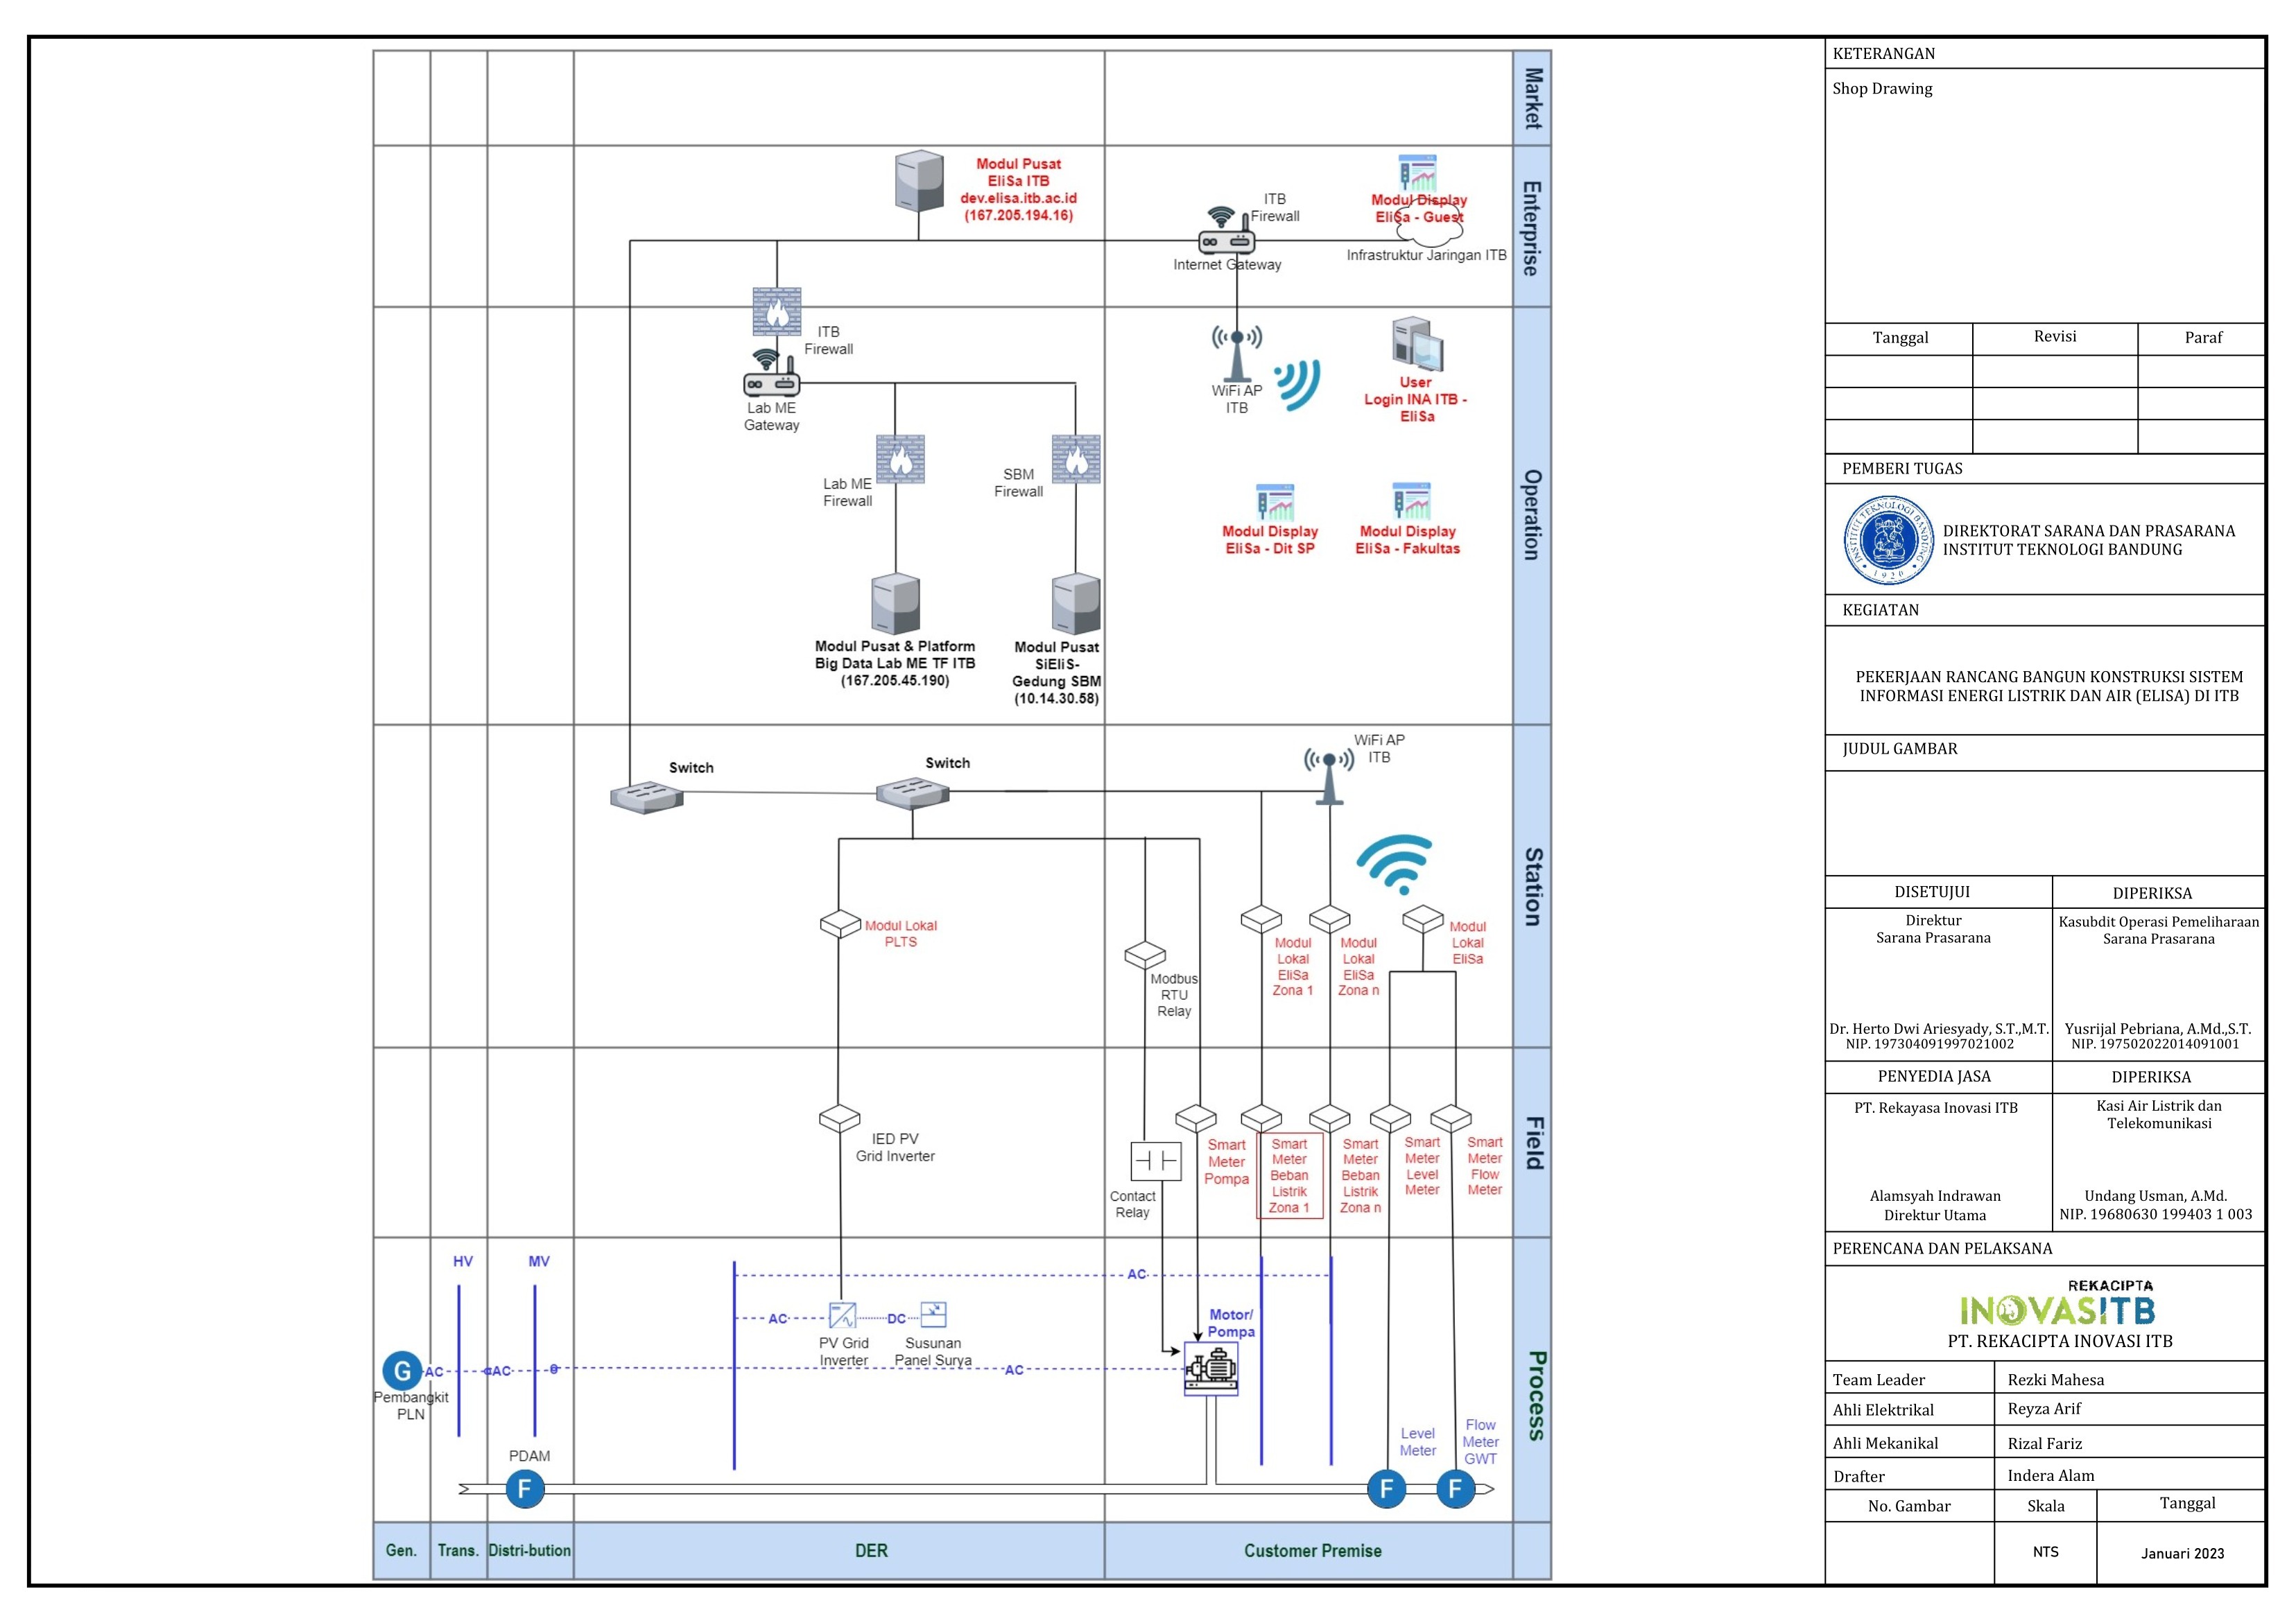 Market
Enterprise
Operation
Station
Field
Process
Modul Pusat
EliSa ITB
dev.elisa.itb.ac.id
(167.205.194.16)
ITB
Firewall
Internet Gateway
Modul Display
EliSa - Guest
Infrastruktur Jaringan ITB
ITB
Firewall
Lab ME
Gateway
WiFi AP
ITB
User
Login INA ITB -
EliSa
Lab ME
Firewall
SBM
Firewall
Modul Display
EliSa - Dit SP
Modul Display
EliSa - Fakultas
Modul Pusat & Platform
Big Data Lab ME TF ITB
(167.205.45.190)
Modul Pusat
SiEliS-
Gedung SBM
(10.14.30.58)
Switch
Switch
WiFi AP
ITB
Modul Lokal
PLTS
Modbus
RTU
Relay
Modul
Lokal
EliSa
Zona 1
Modul
Lokal
EliSa
Zona n
Modul
Lokal
EliSa
IED PV
Grid Inverter
Contact
Relay
Smart
Meter
Pompa
Smart
Meter
Beban
Listrik
Zona 1
Smart
Meter
Beban
Listrik
Zona n
Smart
Meter
Level
Meter
Smart
Meter
Flow
Meter
HV
MV
AC
AC
DC
PV Grid
Inverter
Susunan
Panel Surya
Motor/
Pompa
G
AC
AC
AC
Pembangkit
PLN
PDAM
F
Level
Meter
Flow
Meter
GWT
F
F
Gen.
Trans.
Distri-bution
DER
Customer Premise
KETERANGAN
Shop Drawing
Tanggal
Revisi
Paraf
PEMBERI TUGAS
INSTITUT TEKNOLOGI BANDUNG
1920
DIREKTORAT SARANA DAN PRASARANA
INSTITUT TEKNOLOGI BANDUNG
KEGIATAN
PEKERJAAN RANCANG BANGUN KONSTRUKSI SISTEM
INFORMASI ENERGI LISTRIK DAN AIR (ELISA) DI ITB
JUDUL GAMBAR
DISETUJUI
DIPERIKSA
Direktur
Sarana Prasarana
Kasubdit Operasi Pemeliharaan
Sarana Prasarana
Dr. Herto Dwi Ariesyady, S.T.,M.T.
NIP. 197304091997021002
Yusrijal Pebriana, A.Md.,S.T.
NIP. 197502022014091001
PENYEDIA JASA
DIPERIKSA
PT. Rekayasa Inovasi ITB
Kasi Air Listrik dan
Telekomunikasi
Alamsyah Indrawan
Direktur Utama
Undang Usman, A.Md.
NIP. 19680630 199403 1 003
PERENCANA DAN PELAKSANA
REKACIPTA
INOVASITB
PT. REKACIPTA INOVASI ITB
Team Leader
Rezki Mahesa
Ahli Elektrikal
Reyza Arif
Ahli Mekanikal
Rizal Fariz
Drafter
Indera Alam
No. Gambar
Skala
Tanggal
NTS
Januari 2023